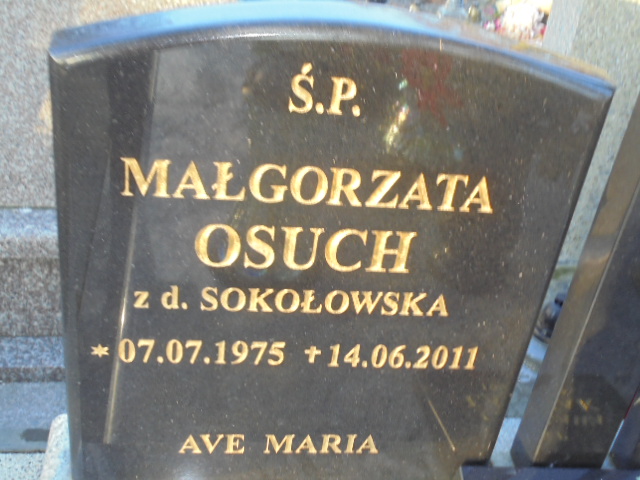 Ś.P.
MAŁGORZATA
OSUCH
z d. SOKOŁOWSKA
* 07.07.1975 ✝ 14.06.2011
AVE MARIA